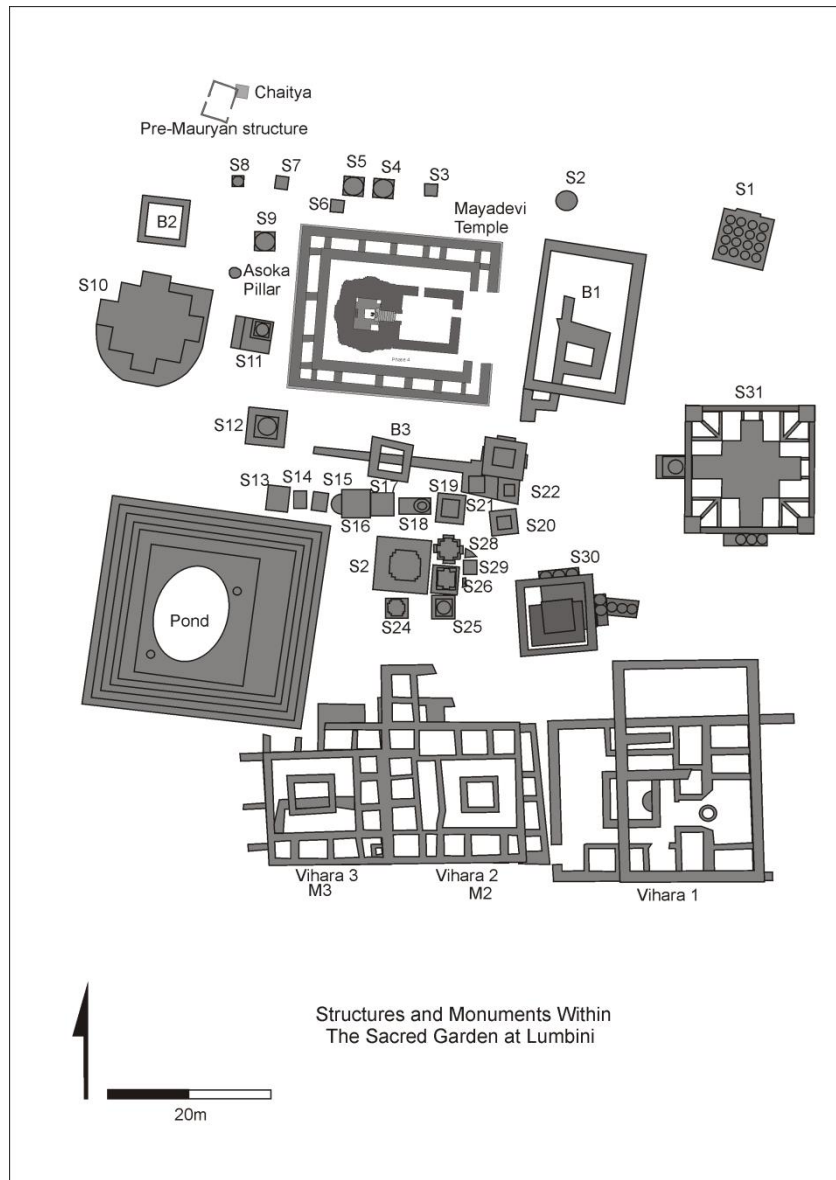 Chaitya
Pre-Mauryan structure
S8
S7
S5
S4
S3
S2
S1
S6
B2
S9
Mayadevi
Temple
Asoka
Pillar
S10
B1
S11
S31
S12
B3
S13
S14
S15
S17
S16
S18
S19
S21
S22
S20
S28
S2
S29
S26
S30
Pond
S24
S25
Vihara 3
M3
Vihara 2
M2
Vihara 1
Structures and Monuments Within
The Sacred Garden at Lumbini
20m